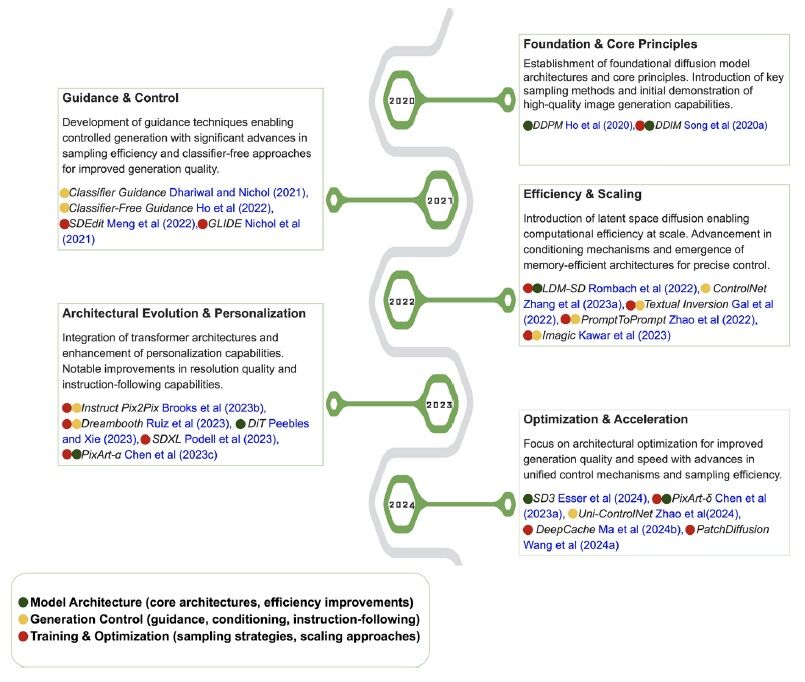 Foundation & Core Principles
Establishment of foundational diffusion model
architectures and core principles. Introduction of key
sampling methods and initial demonstration of
high-quality image generation capabilities.
DDPM Ho et al (2020), DDIM Song et al (2020a)
2020
Guidance & Control
Development of guidance techniques enabling
controlled generation with significant advances in
sampling efficiency and classifier-free approaches
for improved generation quality.
Classifier Guidance Dhariwal and Nichol (2021),
Classifier-Free Guidance Ho et al (2022),
SDEdit Meng et al (2022), GLIDE Nichol et al
(2021)
2021
Efficiency & Scaling
Introduction of latent space diffusion enabling
computational efficiency at scale. Advancement in
conditioning mechanisms and emergence of
memory-efficient architectures for precise control.
LDM-SD Rombach et al (2022), ControlNet
Zhang et al (2023a), Textual Inversion Gal et al
(2022), PromptToPrompt Zhao et al (2022),
Imagic Kawar et al (2023)
2022
Architectural Evolution & Personalization
Integration of transformer architectures and
enhancement of personalization capabilities.
Notable improvements in resolution quality and
instruction-following capabilities.
Instruct Pix2Pix Brooks et al (2023b),
Dreambooth Ruiz et al (2023), DiT Peebles
and Xie (2023), SDXL Podell et al (2023),
PixArt-α Chen et al (2023c)
2023
Optimization & Acceleration
Focus on architectural optimization for improved
generation quality and speed with advances in
unified control mechanisms and sampling efficiency.
SD3 Esser et al (2024), PixArt-δ Chen et al
(2023a), Uni-ControlNet Zhao et al(2024),
DeepCache Ma et al (2024b), PatchDiffusion
Wang et al (2024a)
2024
Model Architecture (core architectures, efficiency improvements)
Generation Control (guidance, conditioning, instruction-following)
Training & Optimization (sampling strategies, scaling approaches)